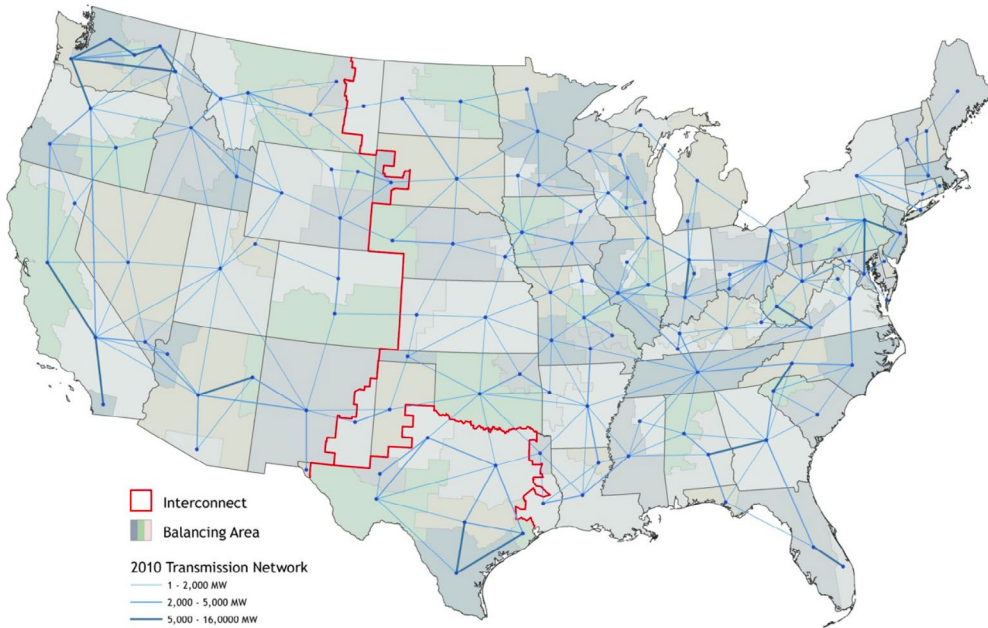 Interconnect
Balancing Area
2010 Transmission Network
1 - 2,000 MW
2,000 - 5,000 MW
5,000 - 16,0000 MW